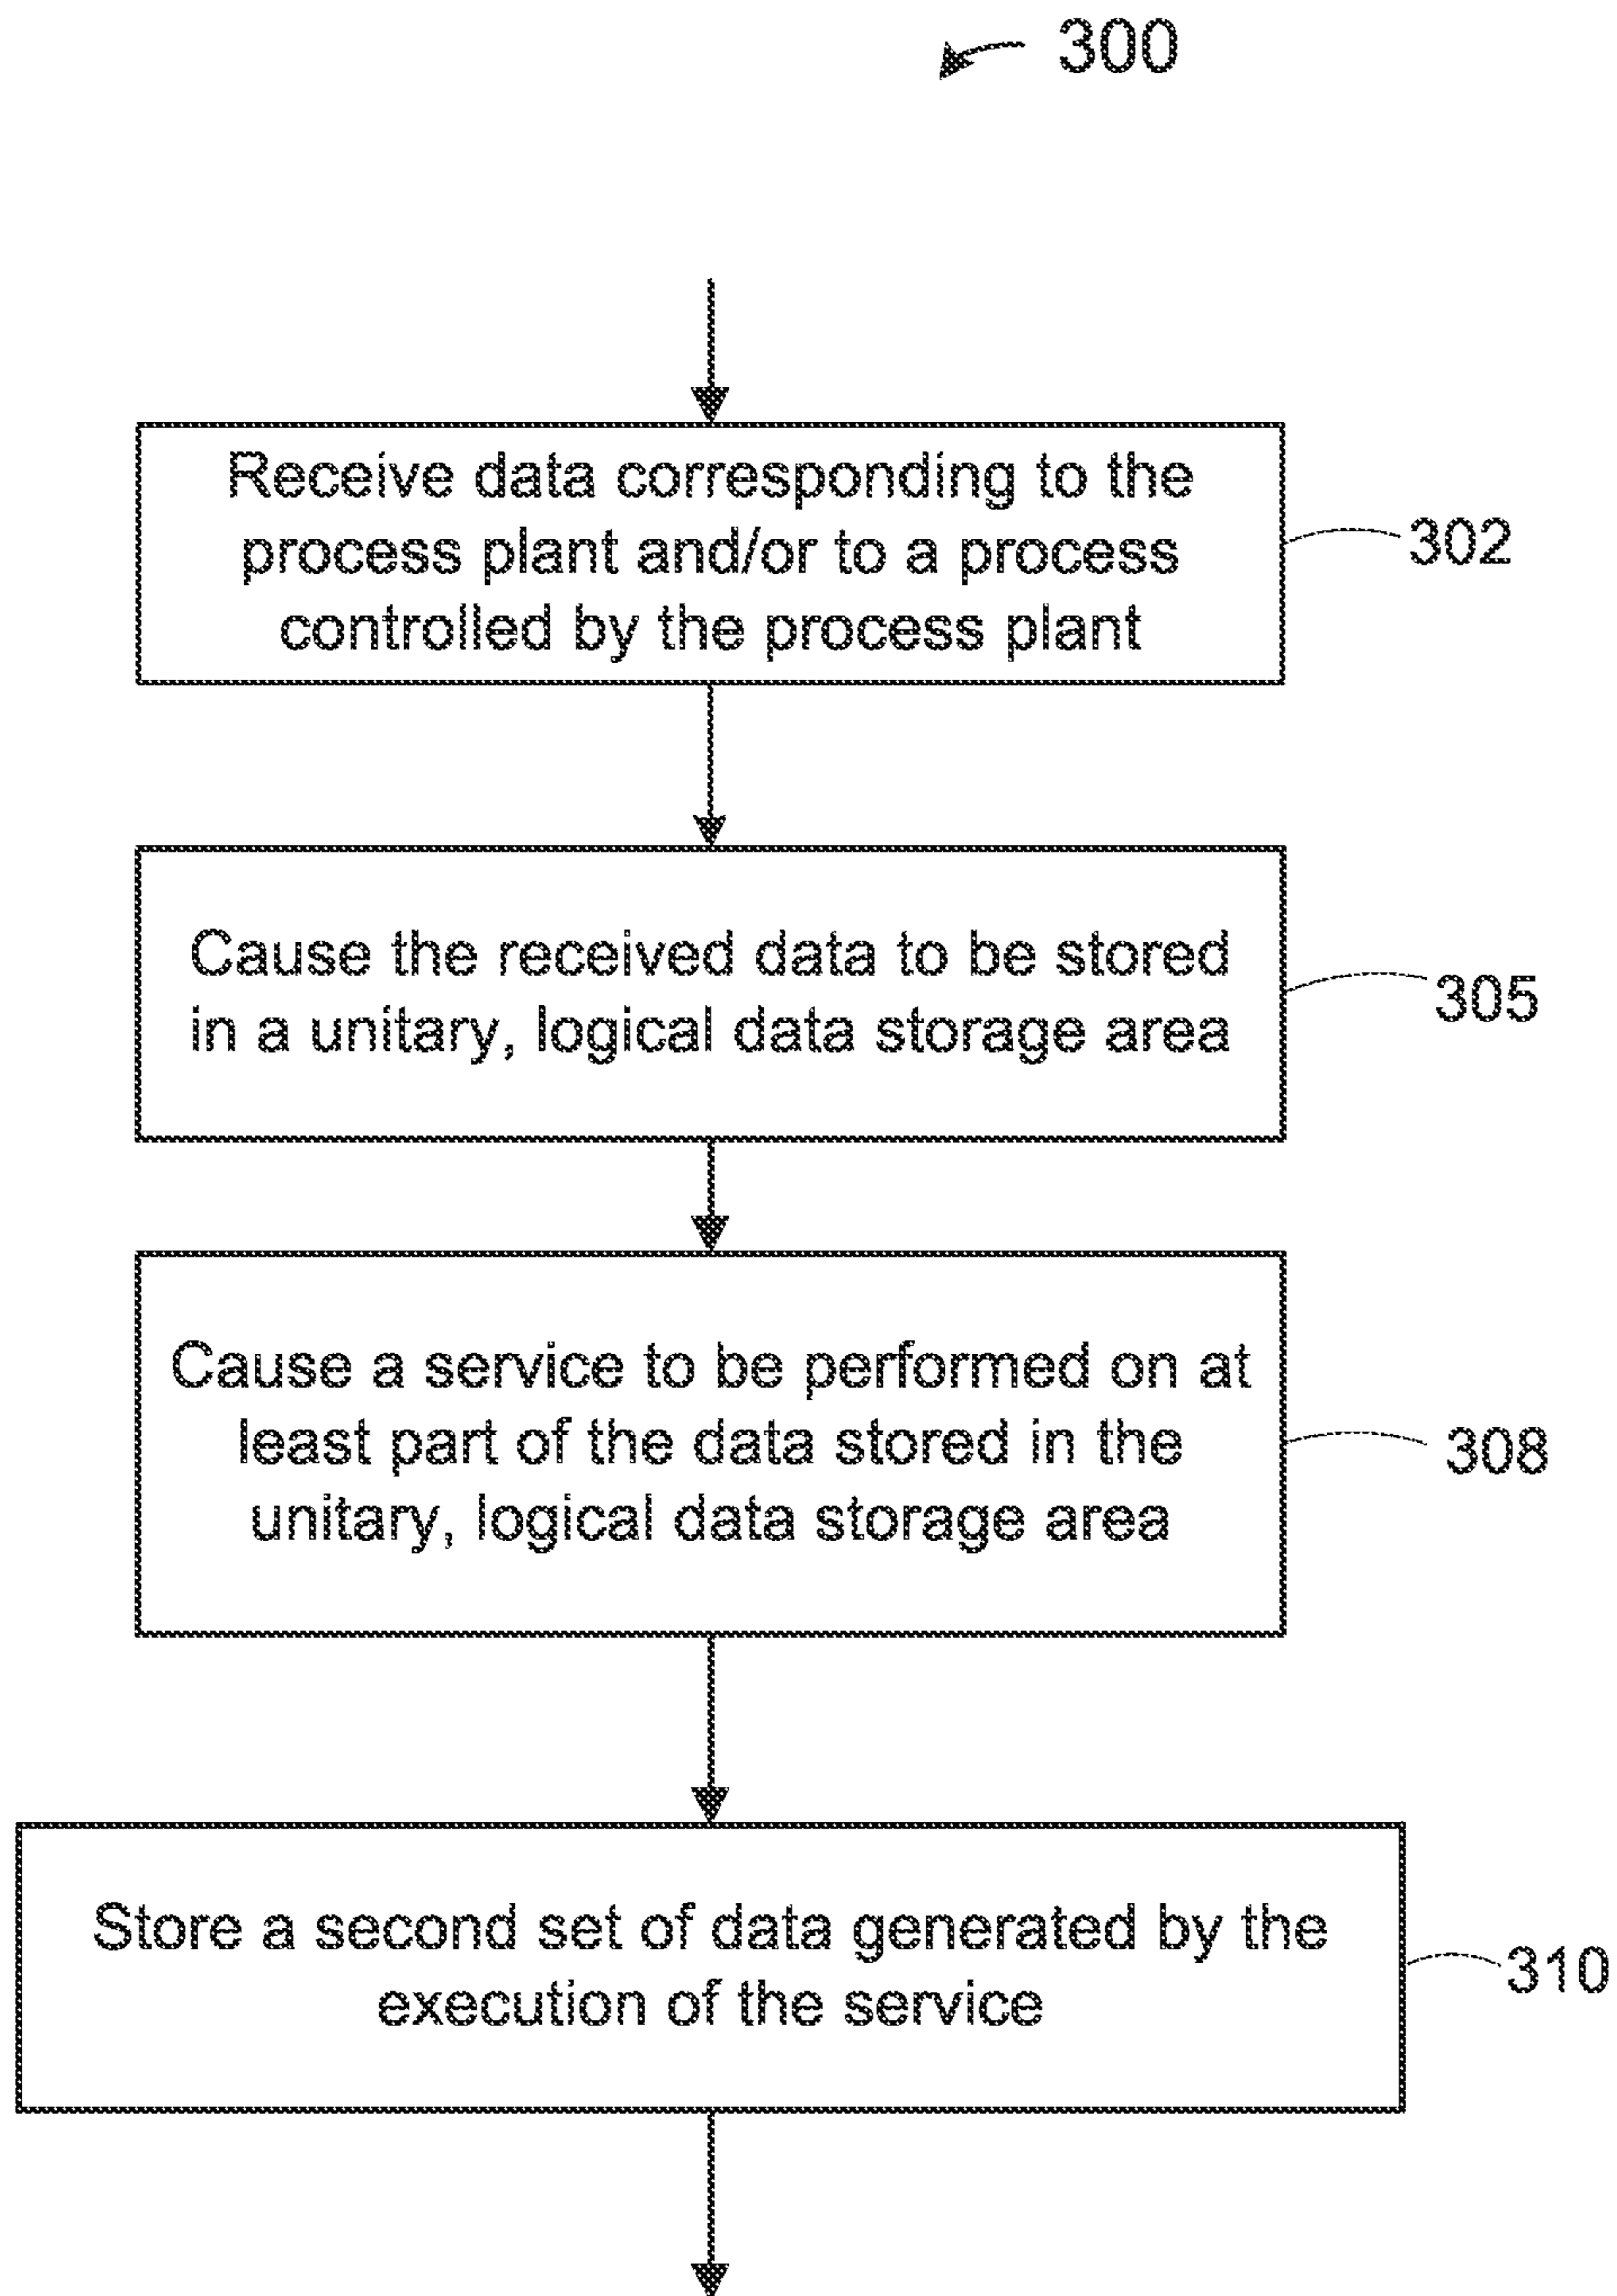 300
Receive data corresponding to the
process plant and/or to a process
controlled by the process plant
302
Cause the received data to be stored
in a unitary, logical data storage area
305
Cause a service to be performed on at
least part of the data stored in the
unitary, logical data storage area
308
Store a second set of data generated by the
execution of the service
310